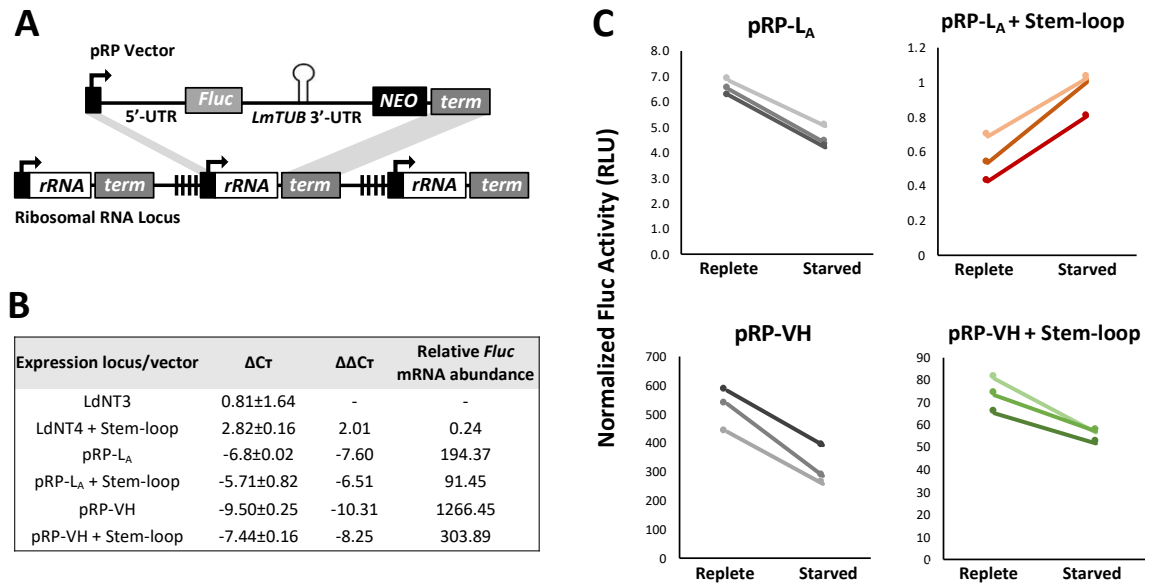 A
pRP Vector
Fluc
NEO
term
5'-UTR
LmTUB 3'-UTR
rRNA
term
rRNA
term
rRNA
term
Ribosomal RNA Locus
B
Expression locus/vector ΔCT ΔΔCT Relative Fluc mRNA abundance
LdNT3 0.81±1.64 - -
LdNT4 + Stem-loop 2.82±0.16 2.01 0.24
pRP-LA -6.8±0.02 -7.60 194.37
pRP-LA + Stem-loop -5.71±0.82 -6.51 91.45
pRP-VH -9.50±0.25 -10.31 1266.45
pRP-VH + Stem-loop -7.44±0.16 -8.25 303.89
C
Normalized Fluc Activity (RLU)
pRP-LA
8.0
7.0
6.0
5.0
4.0
3.0
2.0
1.0
0.0
Replete Starved
pRP-LA + Stem-loop
1.2
1
0.8
0.6
0.4
0.2
0
Replete Starved
pRP-VH
700
600
500
400
300
200
100
0
Replete Starved
pRP-VH + Stem-loop
90
80
70
60
50
40
30
20
10
0
Replete Starved